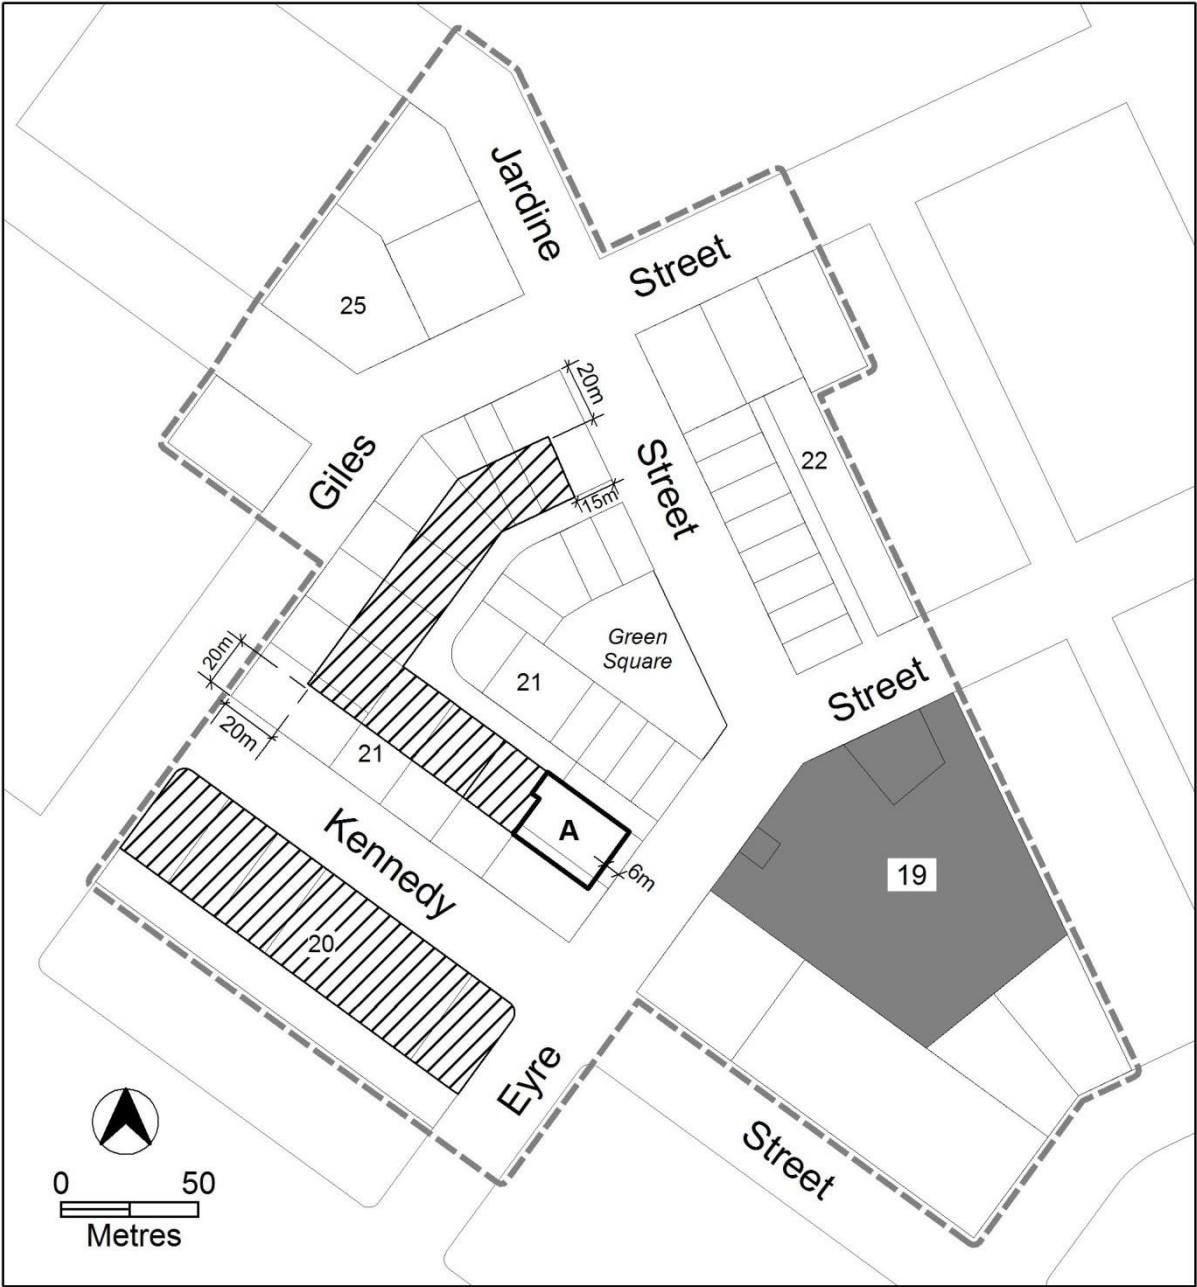 Jardine
Street
25
20m
Giles
Street
22
15m
Green
Square
20m
21
Street
20m
21
A
Kennedy
6m
19
20
Eyre
Street
0 50
Metres